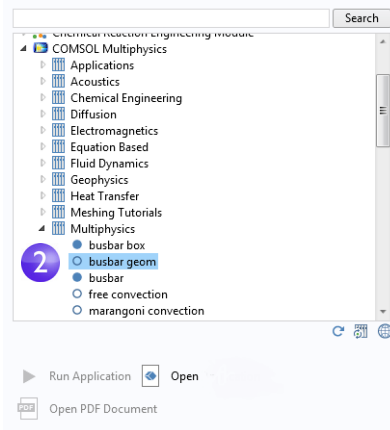 Search
Chemical Reaction Engineering Module
COMSOL Multiphysics
Applications
Acoustics
Chemical Engineering
Diffusion
Electromagnetics
Equation Based
Fluid Dynamics
Geophysics
Heat Transfer
Meshing Tutorials
Multiphysics
busbar box
2
busbar geom
busbar
free convection
marangoni convection
Run Application
Open
PDF
Open PDF Document